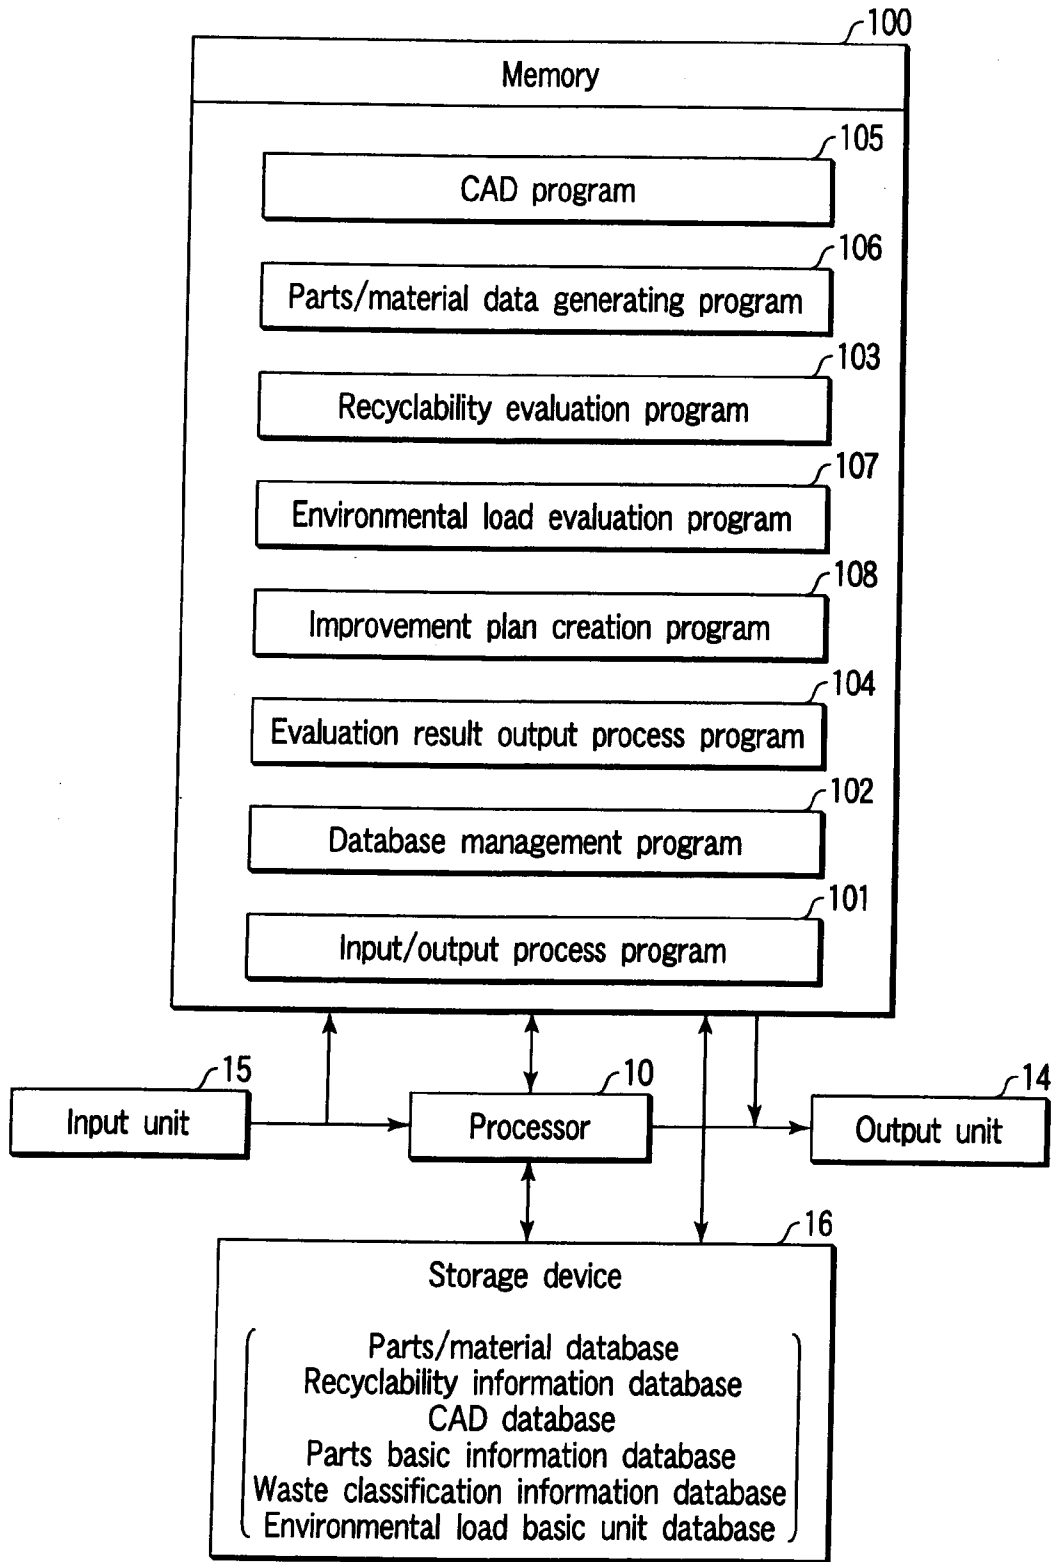 100
Memory
105
CAD program
106
Parts/material data generating program
103
Recyclability evaluation program
107
Environmental load evaluation program
108
Improvement plan creation program
104
Evaluation result output process program
102
Database management program
101
Input/output process program
15
Input unit
10
Processor
14
Output unit
16
Storage device
Parts/material database
Recyclability information database
CAD database
Parts basic information database
Waste classification information database
Environmental load basic unit database